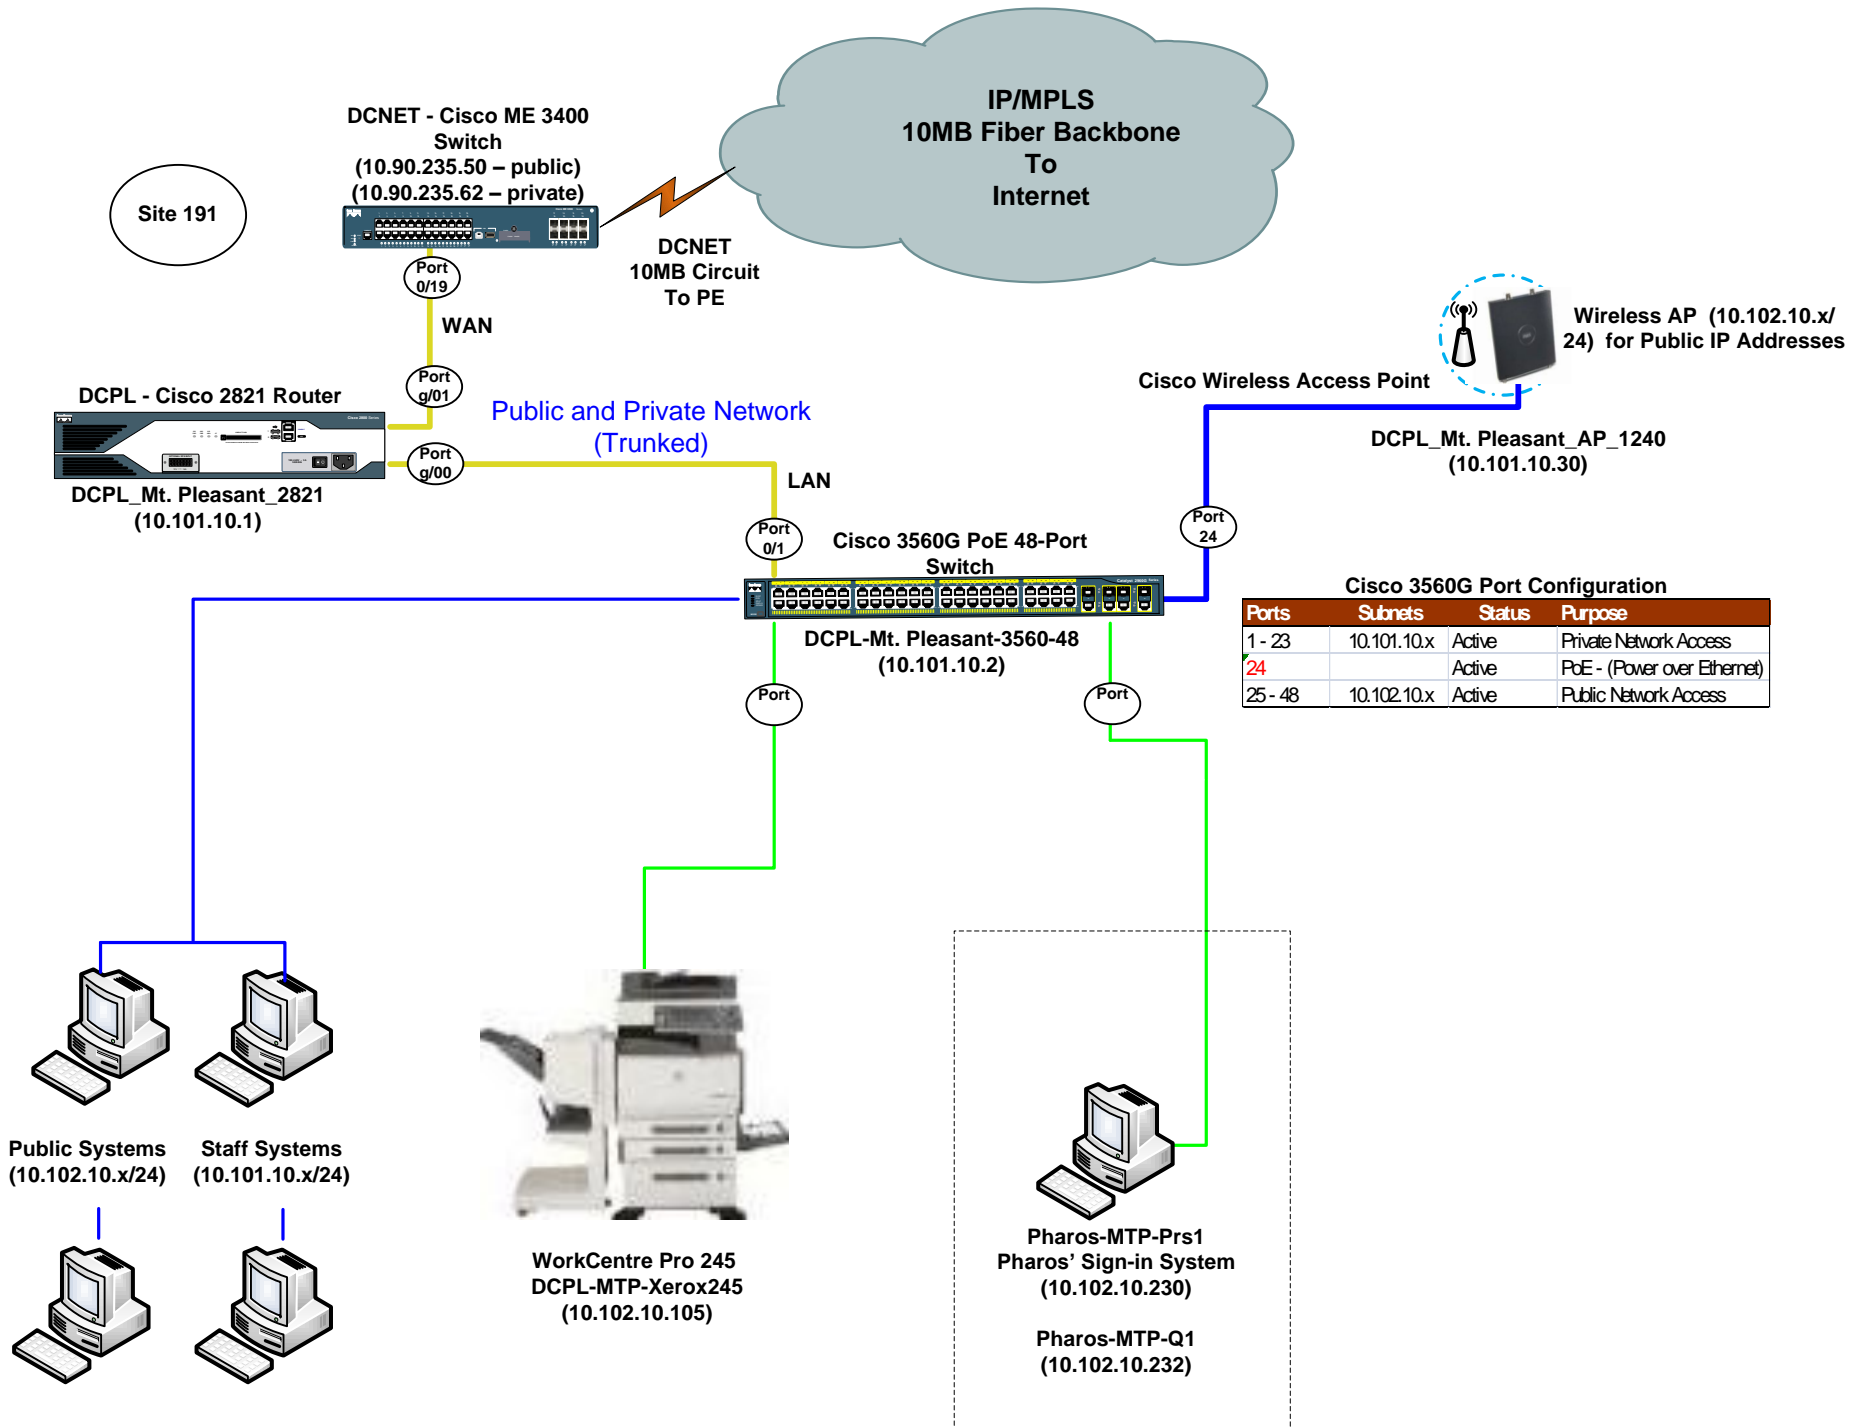 IP/MPLS
10MB Fiber Backbone
To
Internet
DCNET - Cisco ME 3400
Switch
(10.90.235.50 – public)
(10.90.235.62 – private)
Site 191
DCNET
10MB Circuit
To PE
Port
0/19
WAN
Port
g/01
DCPL - Cisco 2821 Router
Public and Private Network
(Trunked)
Port
g/00
DCPL_Mt. Pleasant_2821
(10.101.10.1)
LAN
Port
0/1
Wireless AP (10.102.10.x/
24) for Public IP Addresses
Cisco Wireless Access Point
DCPL_Mt. Pleasant_AP_1240
(10.101.10.30)
Port
24
Cisco 3560G PoE 48-Port
Switch
DCPL-Mt. Pleasant-3560-48
(10.101.10.2)
Cisco 3560G Port Configuration
Ports Subnets Status Purpose
1 - 23 10.101.10.x Active Private Network Access
24 Active PoE - (Power over Ethernet)
25 - 48 10.102.10.x Active Public Network Access
Port
Port
Public Systems
(10.102.10.x/24)
Staff Systems
(10.101.10.x/24)
WorkCentre Pro 245
DCPL-MTP-Xerox245
(10.102.10.105)
Pharos-MTP-Prs1
Pharos’ Sign-in System
(10.102.10.230)
Pharos-MTP-Q1
(10.102.10.232)